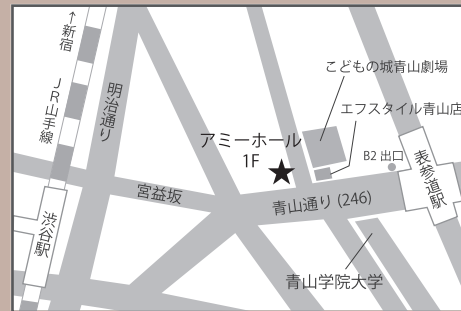 ↑新宿
JR山手線
渋谷駅
明治通り
宮益坂
アミーホール
1F
こどもの城青山劇場
エフスタイル青山店
B2 出口
表参道駅
青山通り (246)
青山学院大学